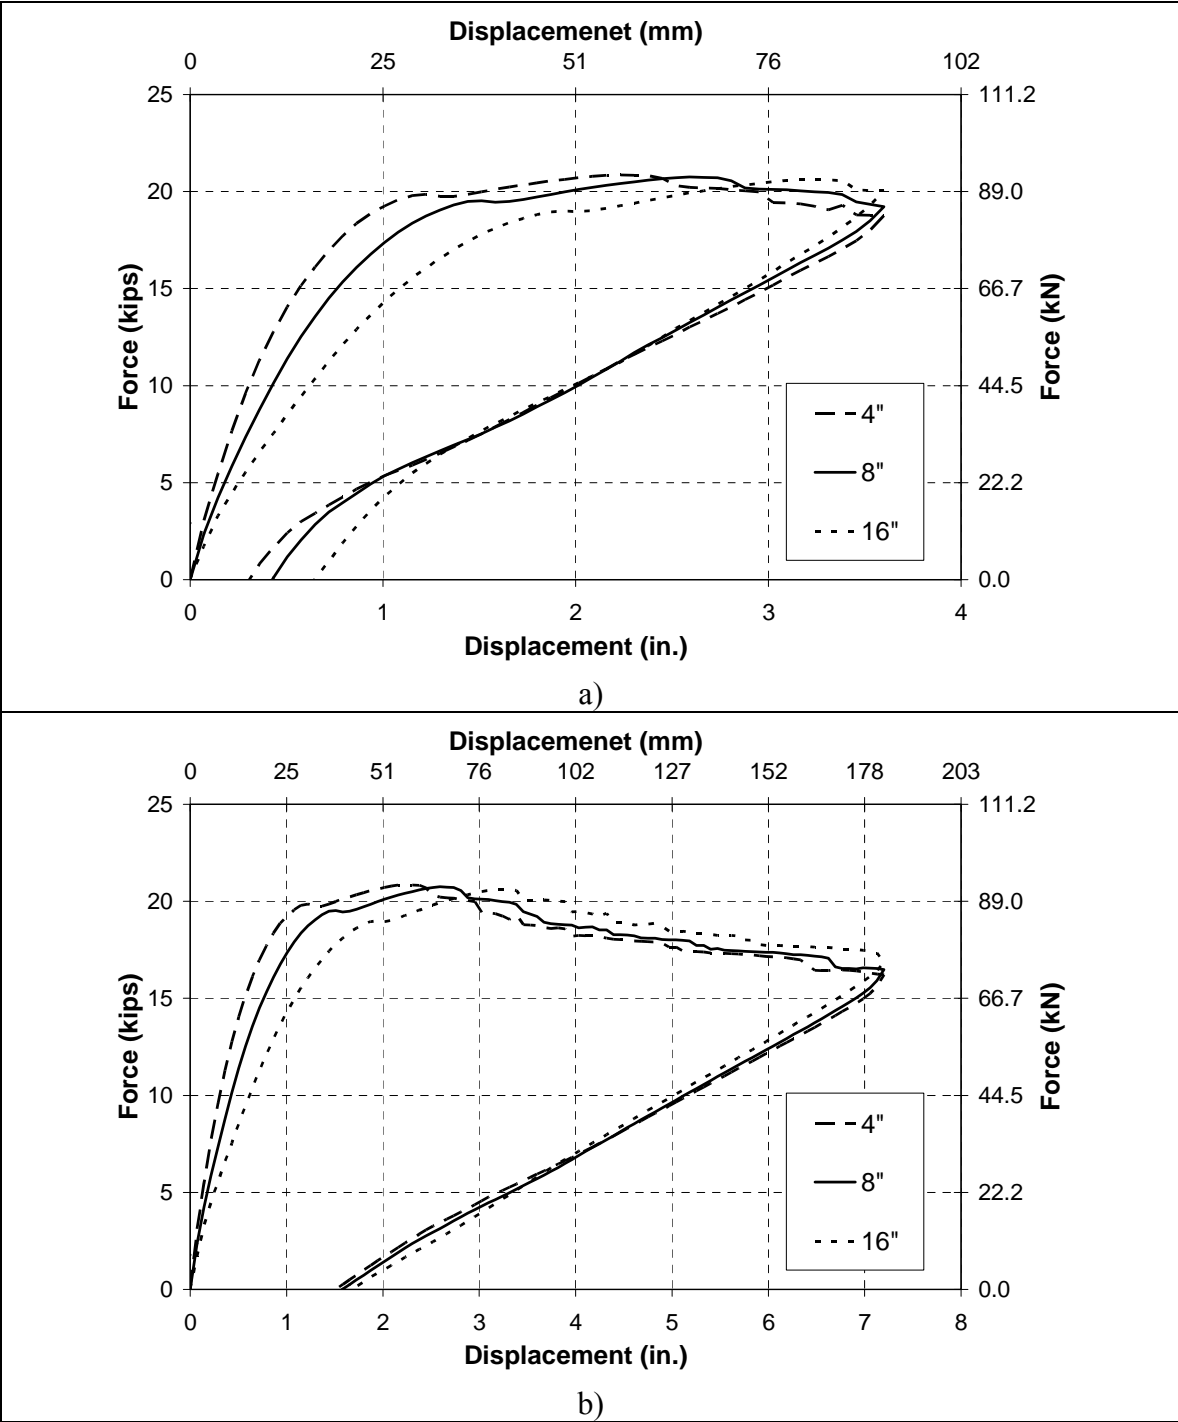 Displacemenet (mm)
0 25 51 76 102
25 111.2
20 89.0
15 66.7
10 44.5
5 22.2
0 0.0
Force (kips)
Force (kN)
4"
8"
16"
0 1 2 3 4
Displacement (in.)
a)
Displacemenet (mm)
0 25 51 76 102 127 152 178 203
25 111.2
20 89.0
15 66.7
10 44.5
5 22.2
0 0.0
Force (kips)
Force (kN)
4"
8"
16"
0 1 2 3 4 5 6 7 8
Displacement (in.)
b)